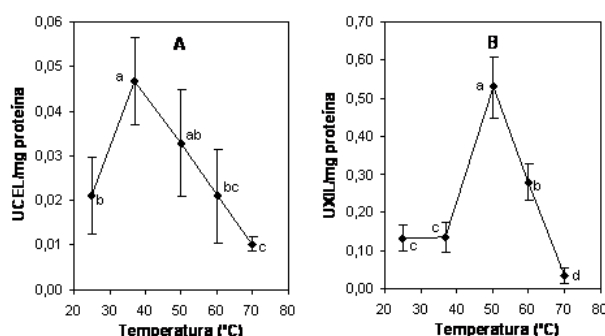 A
UCEL/mg proteína
0,06
0,05
0,04
0,03
0,02
0,01
0,00
a
b
ab
bc
c
20 30 40 50 60 70 80
Temperatura (°C)
B
UXIL/mg proteína
0,70
0,60
0,50
0,40
0,30
0,20
0,10
0,00
a
c
c
b
d
20 30 40 50 60 70 80
Temperatura (°C)